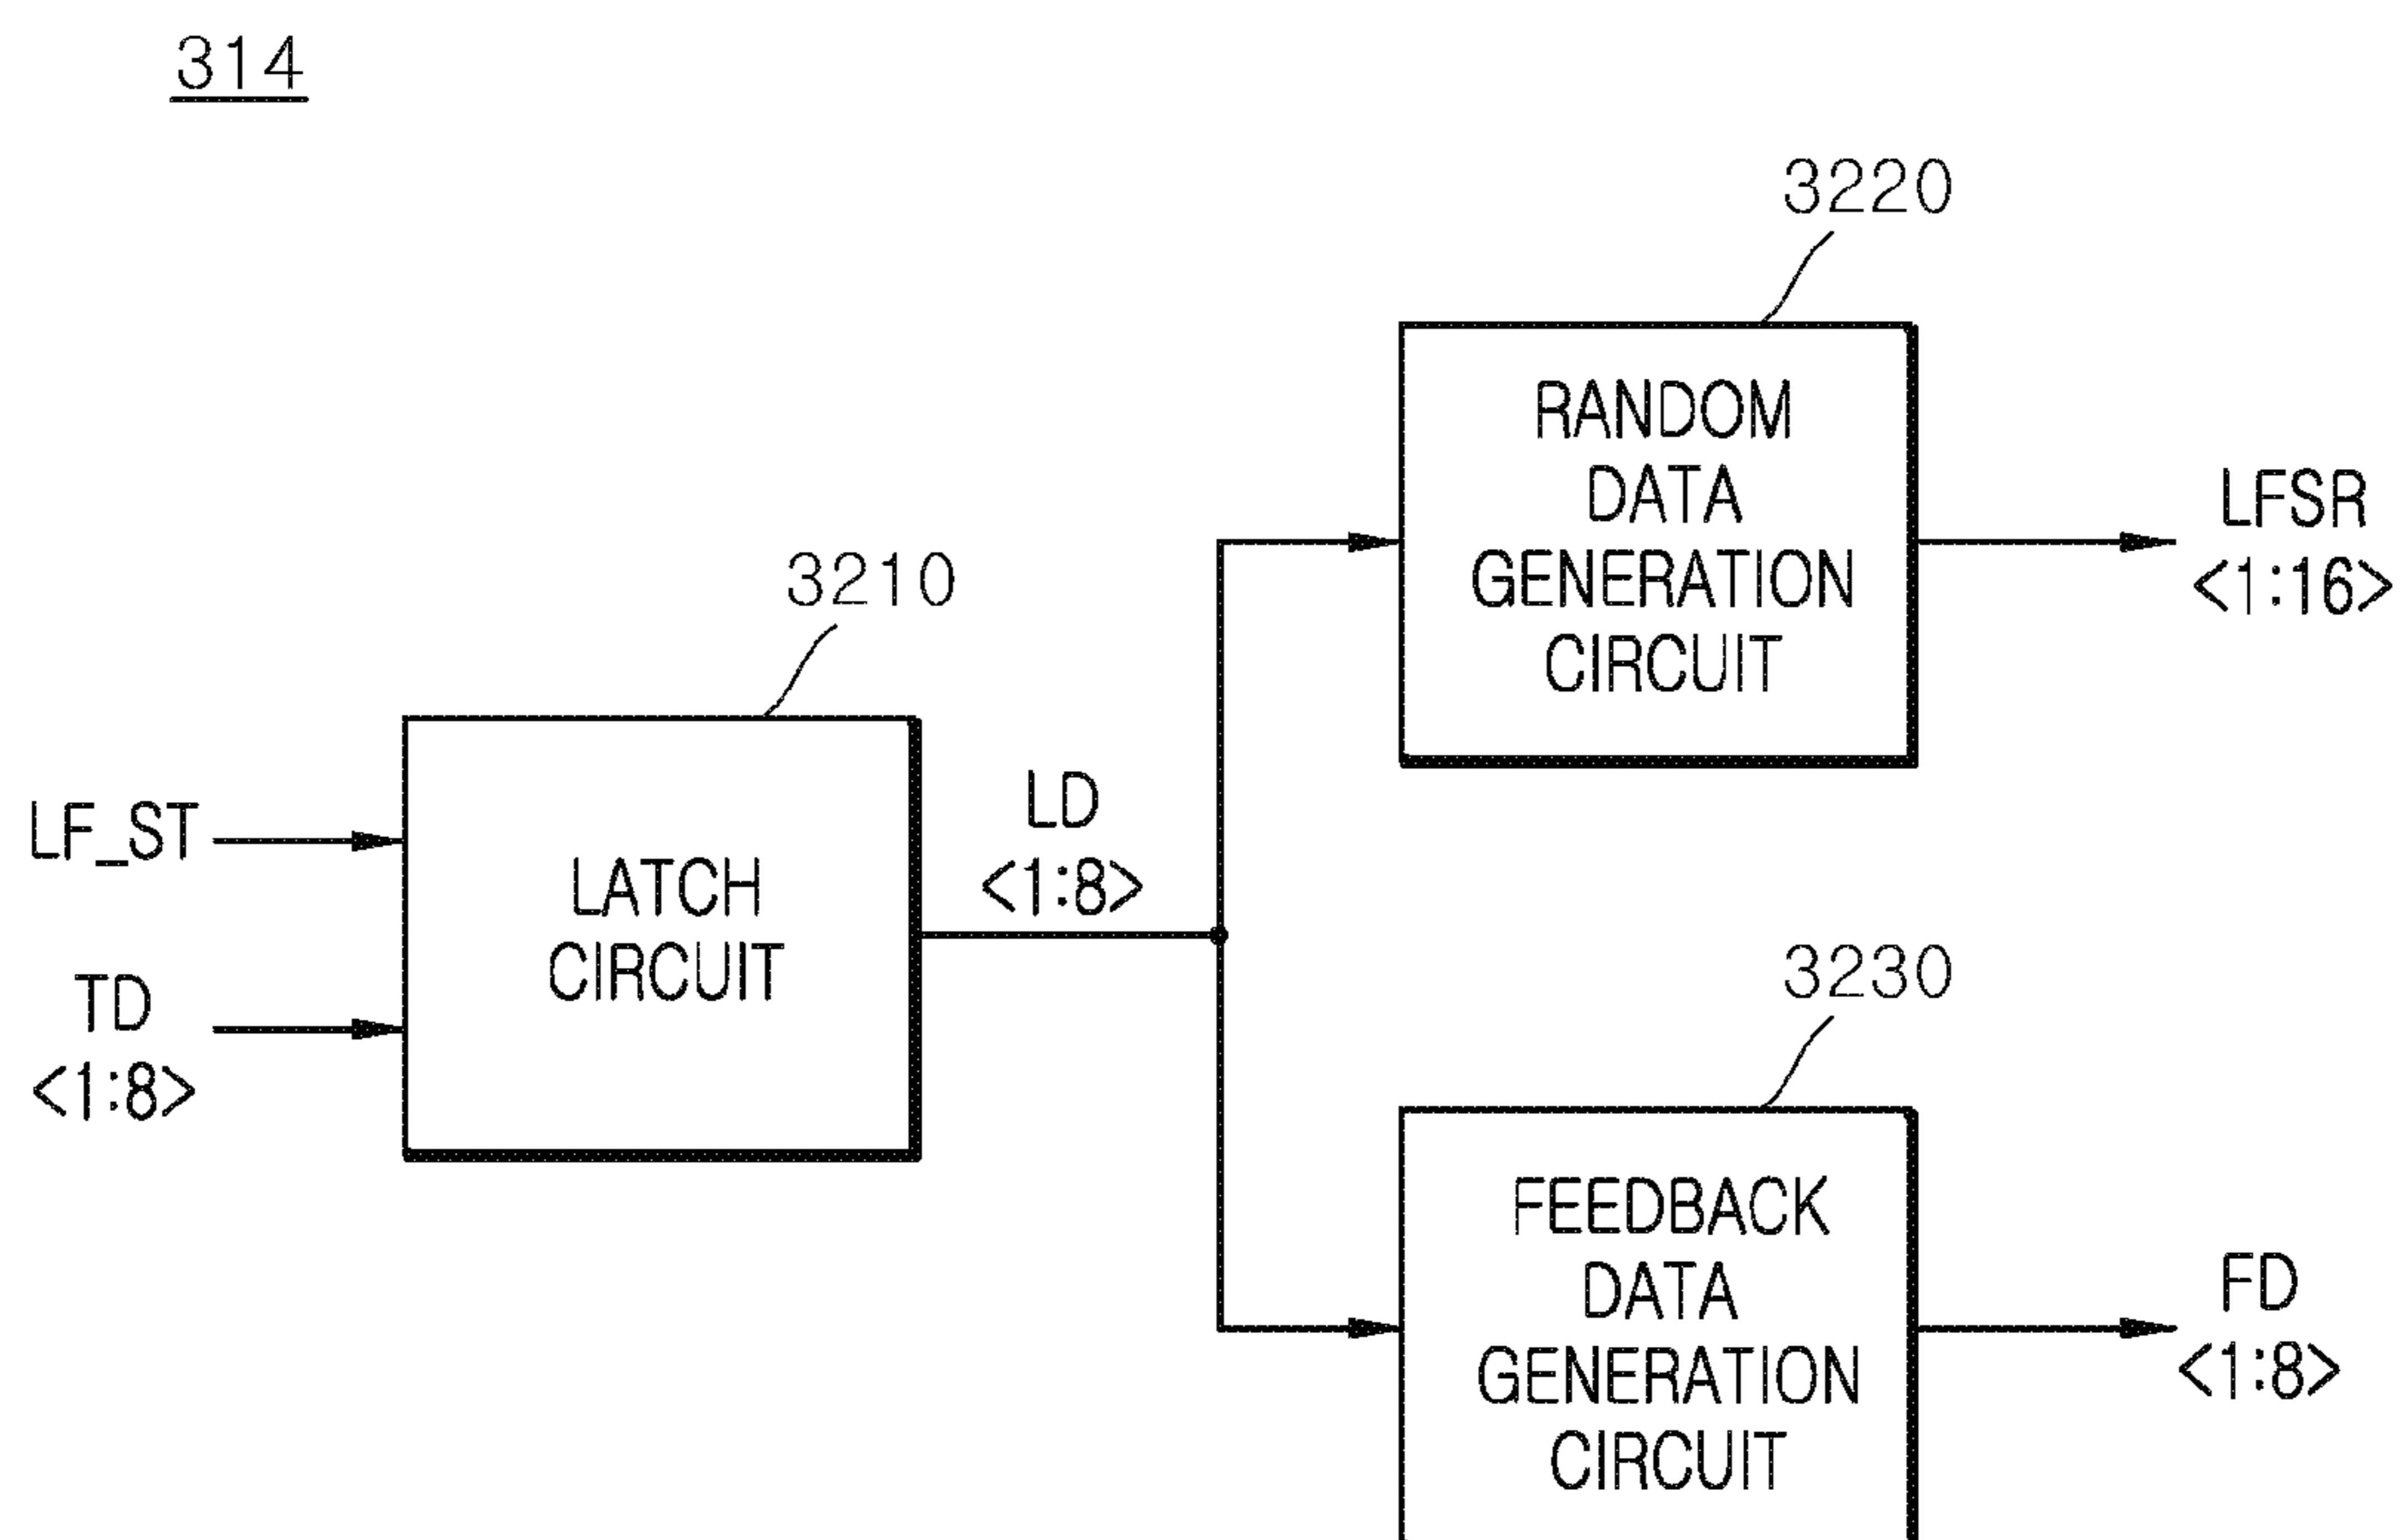 314
3220
RANDOM
DATA
GENERATION
CIRCUIT
LFSR
<1:16>
3210
LATCH
CIRCUIT
LF_ST
TD
<1:8>
LD
<1:8>
3230
FEEDBACK
DATA
GENERATION
CIRCUIT
FD
<1:8>